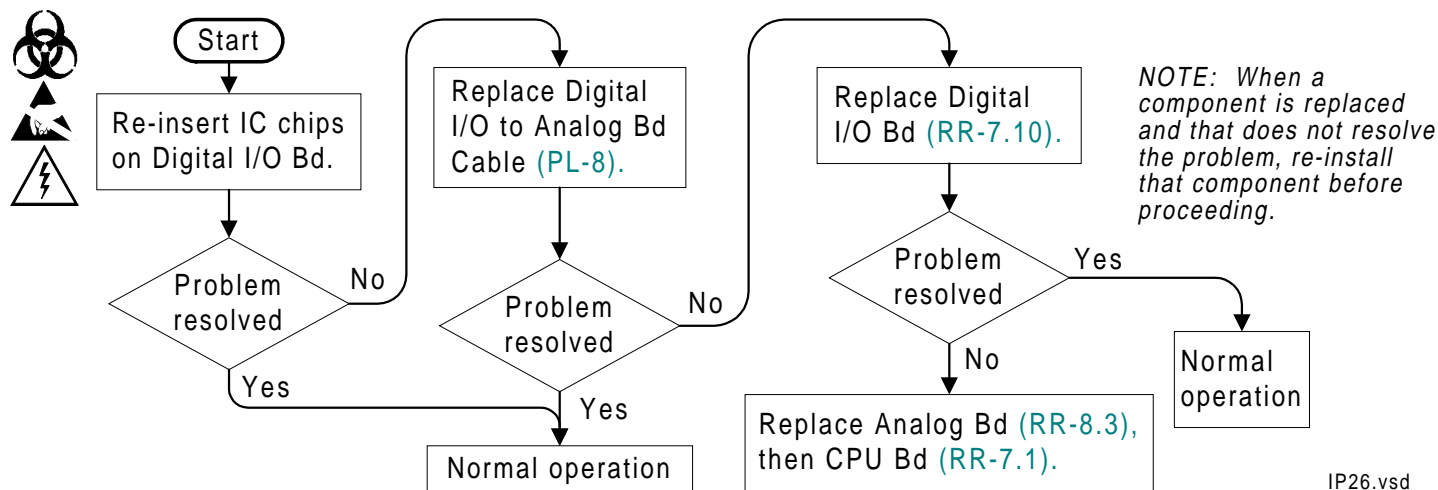 Start
Re-insert IC chips
on Digital I/O Bd.
Problem
resolved
No
Yes
Replace Digital
I/O to Analog Bd
Cable (PL-8).
Problem
resolved
No
Yes
Normal operation
Replace Digital
I/O Bd (RR-7.10).
Problem
resolved
Yes
No
Normal
operation
Replace Analog Bd (RR-8.3),
then CPU Bd (RR-7.1).
NOTE: When a
component is replaced
and that does not resolve
the problem, re-install
that component before
proceeding.
IP26.vsd